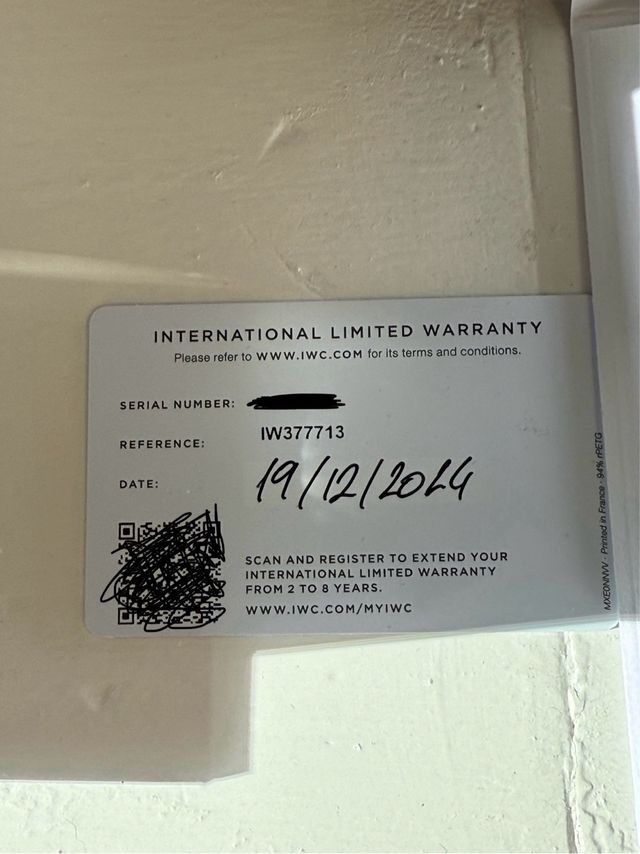 INTERNATIONAL LIMITED WARRANTY
Please refer to WWW.IWC.COM for its terms and conditions.
SERIAL NUMBER:
REFERENCE: IW377713
DATE: 19/12/2024
SCAN AND REGISTER TO EXTEND YOUR
INTERNATIONAL LIMITED WARRANTY
FROM 2 TO 8 YEARS.
WWW.IWC.COM/MYIWC
MXE0NNVV · Printed in France · 94% rPETG